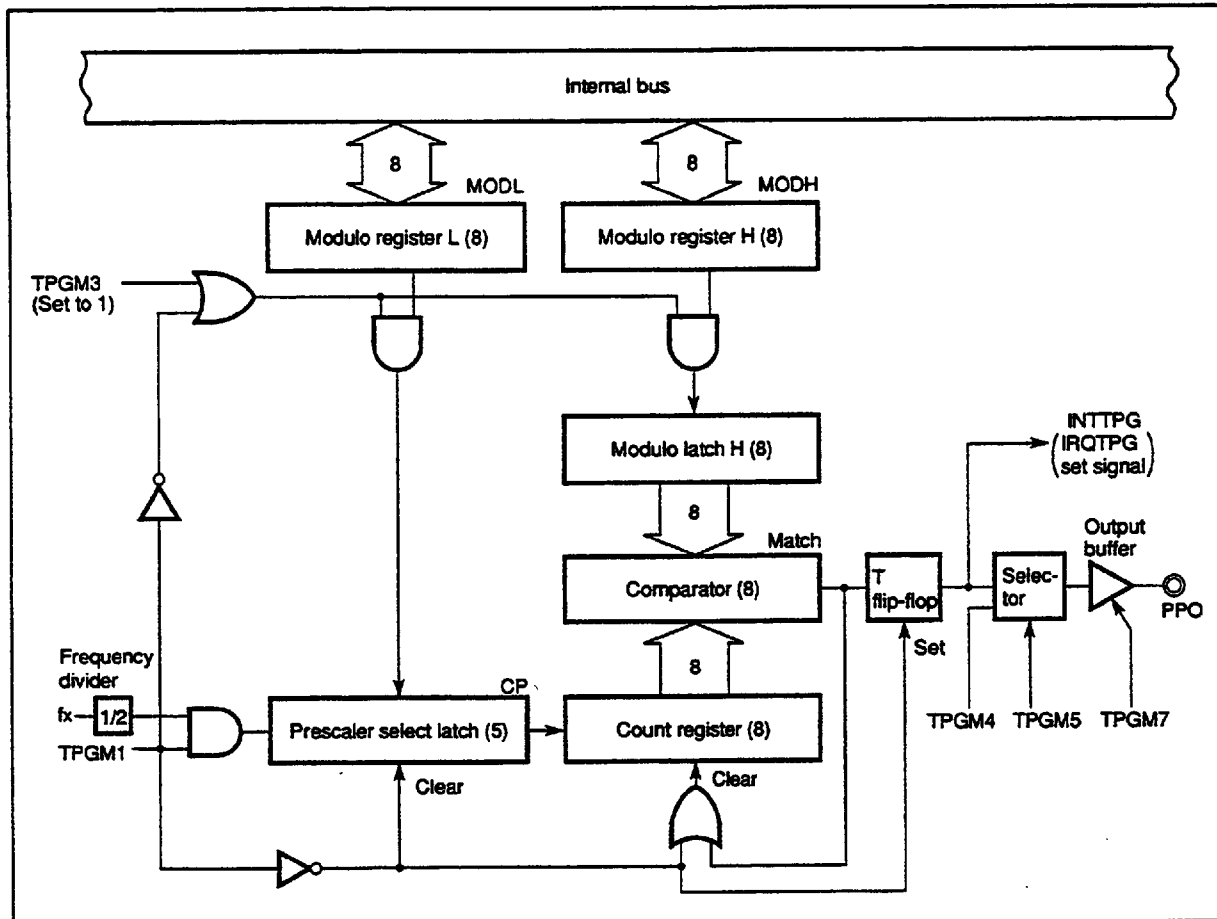 Internal bus
8
8
MODL
MODH
Modulo register L (8)
Modulo register H (8)
TPGM3
(Set to 1)
Modulo latch H (8)
INTTPG
(IRQTPG
set signal)
8
Match
Output
buffer
Comparator (8)
T
flip-flop
Selec-
tor
PPO
Set
8
Frequency
divider
CP
fx
1/2
Prescaler select latch (5)
Count register (8)
TPGM4
TPGM5
TPGM7
TPGM1
Clear
Clear